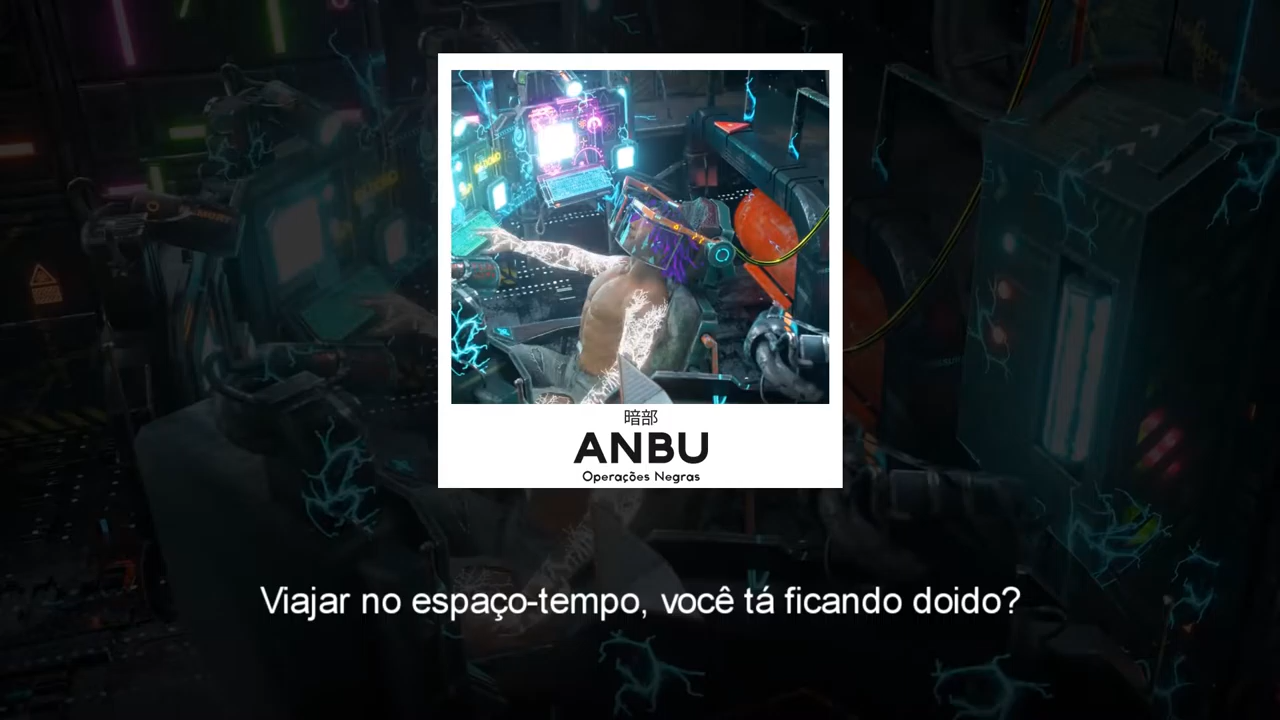 暗部
ANBU
Operações Negras
Viajar no espaço-tempo, você tá ficando doido?